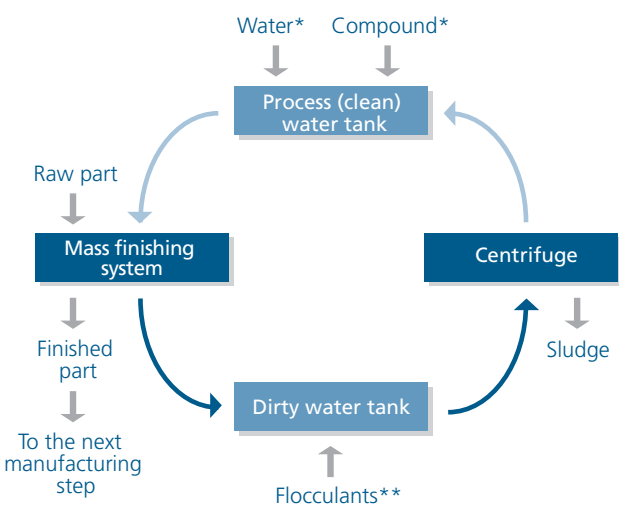 Water* Compound*
Process (clean)
water tank
Raw part
Mass finishing
system
Centrifuge
Finished
part
Sludge
Dirty water tank
To the next
manufacturing
step
Flocculants**